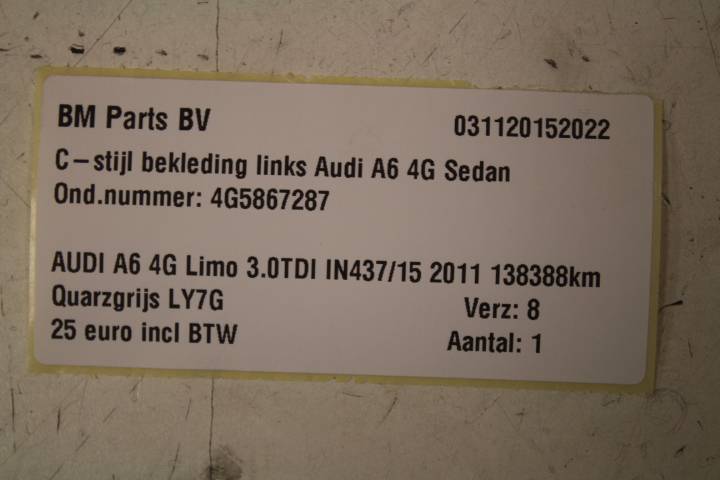 BM Parts BV 031120152022
C-stijl bekleding links Audi A6 4G Sedan
Ond.nummer: 4G5867287
AUDI A6 4G Limo 3.0TDI IN437/15 2011 138388km
Quarzgrijs LY7G Verz: 8
25 euro incl BTW Aantal: 1